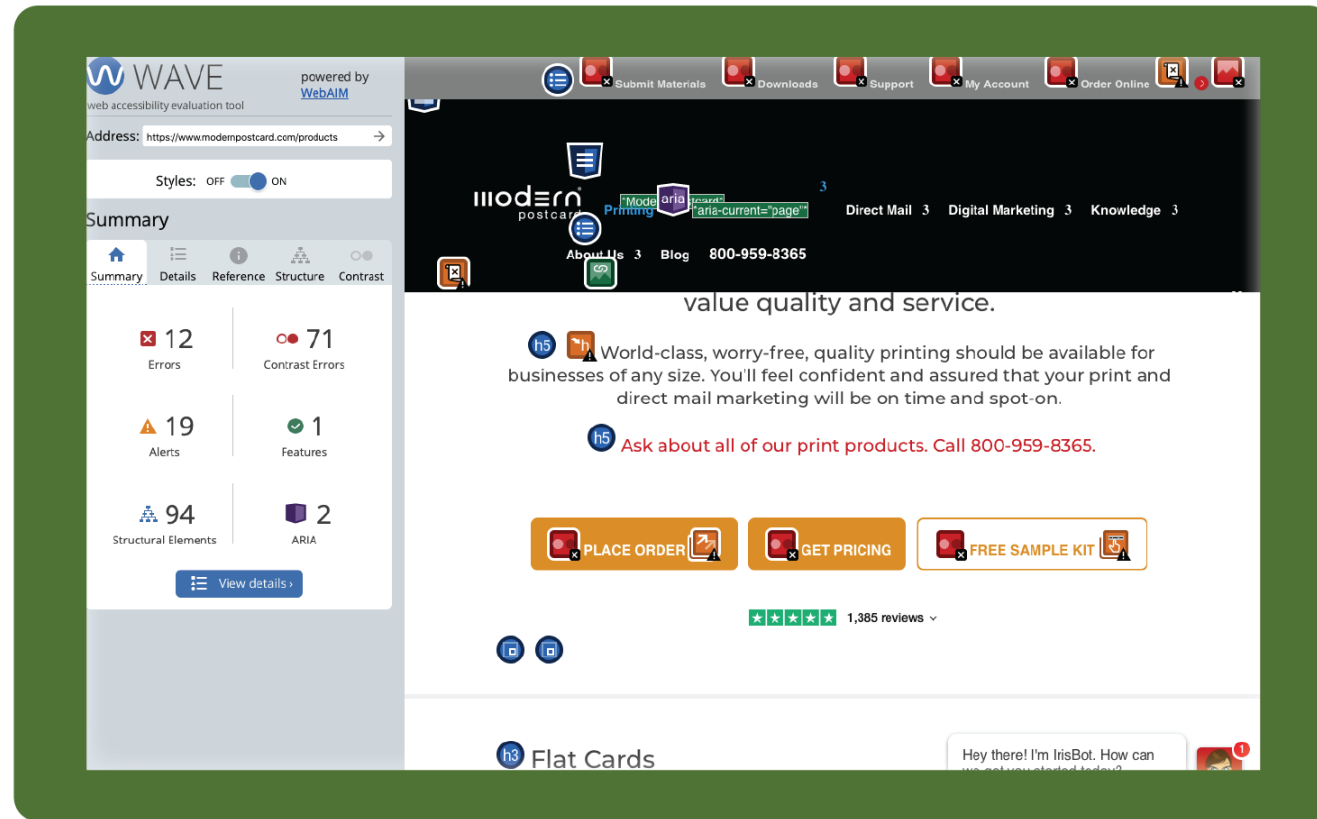 WAVE
powered by
WebAIM
web accessibility evaluation tool
Address: https://www.modernpostcard.com/products
Styles: OFF ON
Summary
Summary Details Reference Structure Contrast
12
Errors
71
Contrast Errors
19
Alerts
1
Features
94
Structural Elements
2
ARIA
View details ›
Submit Materials Downloads Support My Account Order Online
modern
postcard
3
"Mode aria
Printing *aria-current="page"*
Direct Mail 3 Digital Marketing 3 Knowledge 3
About Us 3 Blog 800-959-8365
value quality and service.
h5 h World-class, worry-free, quality printing should be available for
businesses of any size. You'll feel confident and assured that your print and
direct mail marketing will be on time and spot-on.
h5 Ask about all of our print products. Call 800-959-8365.
PLACE ORDER GET PRICING FREE SAMPLE KIT
1,385 reviews
h3 Flat Cards
Hey there! I'm IrisBot. How can
1